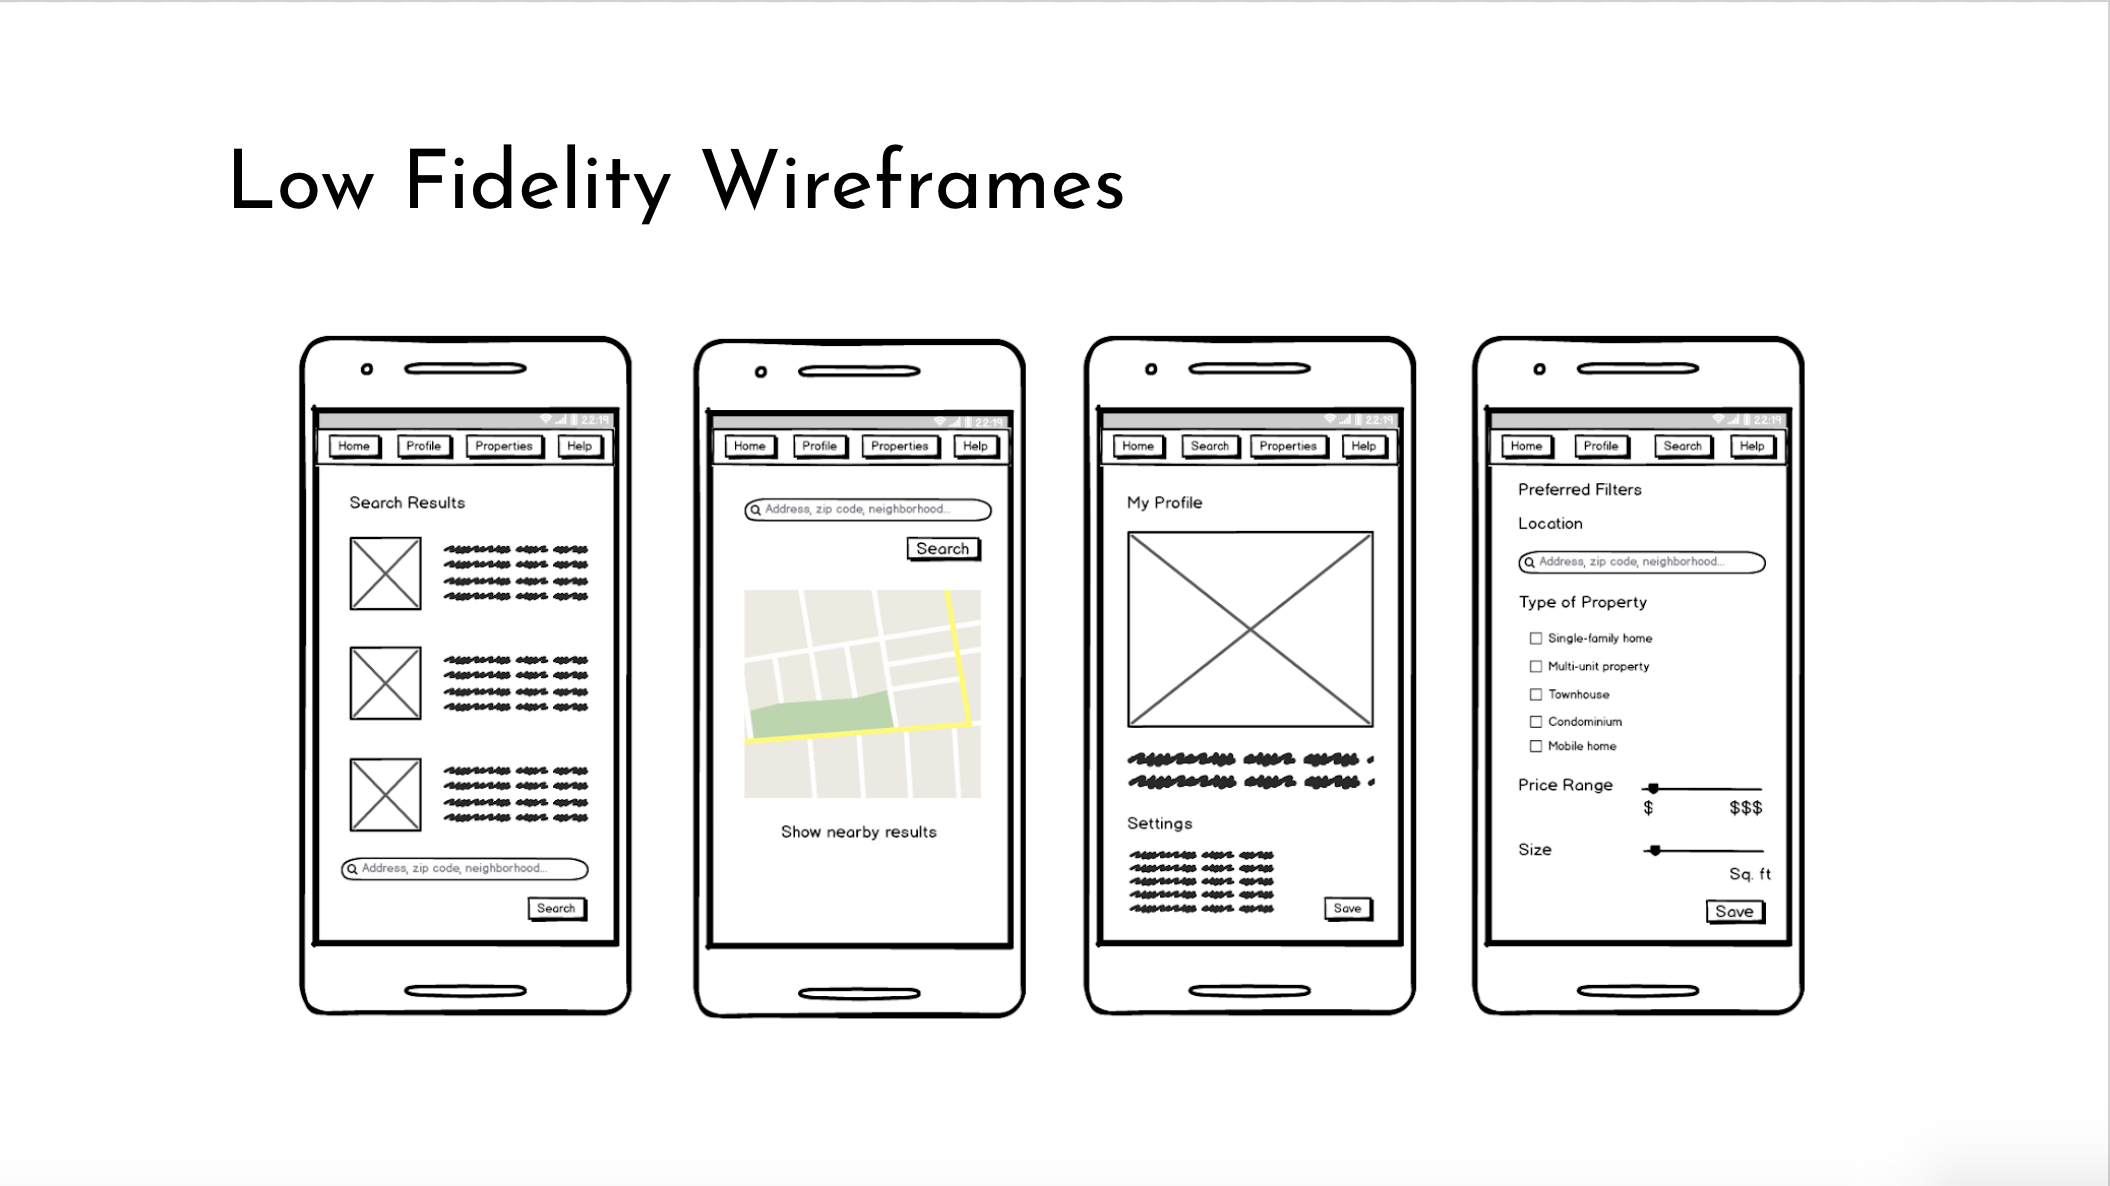 Low Fidelity Wireframes
22:19
Home Profile Properties Help
Search Results
Address, zip code, neighborhood...
Search
22:19
Home Profile Properties Help
Address, zip code, neighborhood...
Search
Show nearby results
22:19
Home Search Properties Help
My Profile
Settings
Save
22:19
Home Profile Search Help
Preferred Filters
Location
Address, zip code, neighborhood...
Type of Property
Single-family home
Multi-unit property
Townhouse
Condominium
Mobile home
Price Range
$ $$$
Size
Sq. ft
Save